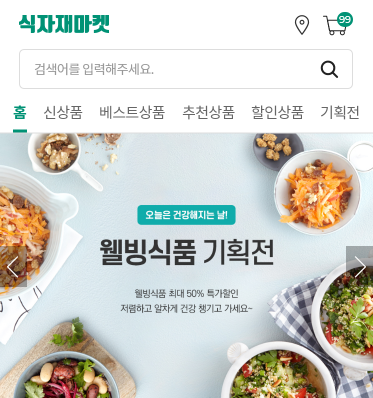 식자재마켓
99
검색어를 입력해주세요.
홈 신상품 베스트상품 추천상품 할인상품 기획전
오늘은 건강해지는 날!
웰빙식품 기획전
웰빙식품 최대 50% 특가할인
저렴하고 알차게 건강 챙기고 가세요~